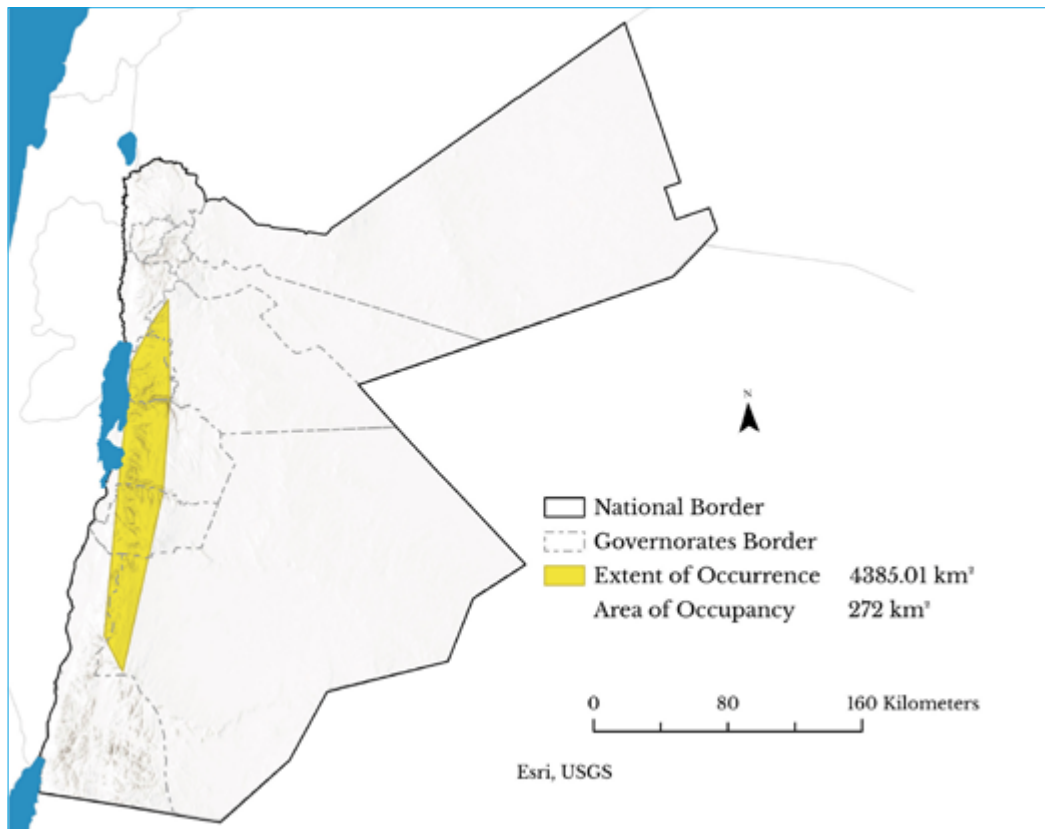 N
National Border
Governorates Border
Extent of Occurrence 4385.01 km²
Area of Occupancy 272 km²
0 80 160 Kilometers
Esri, USGS